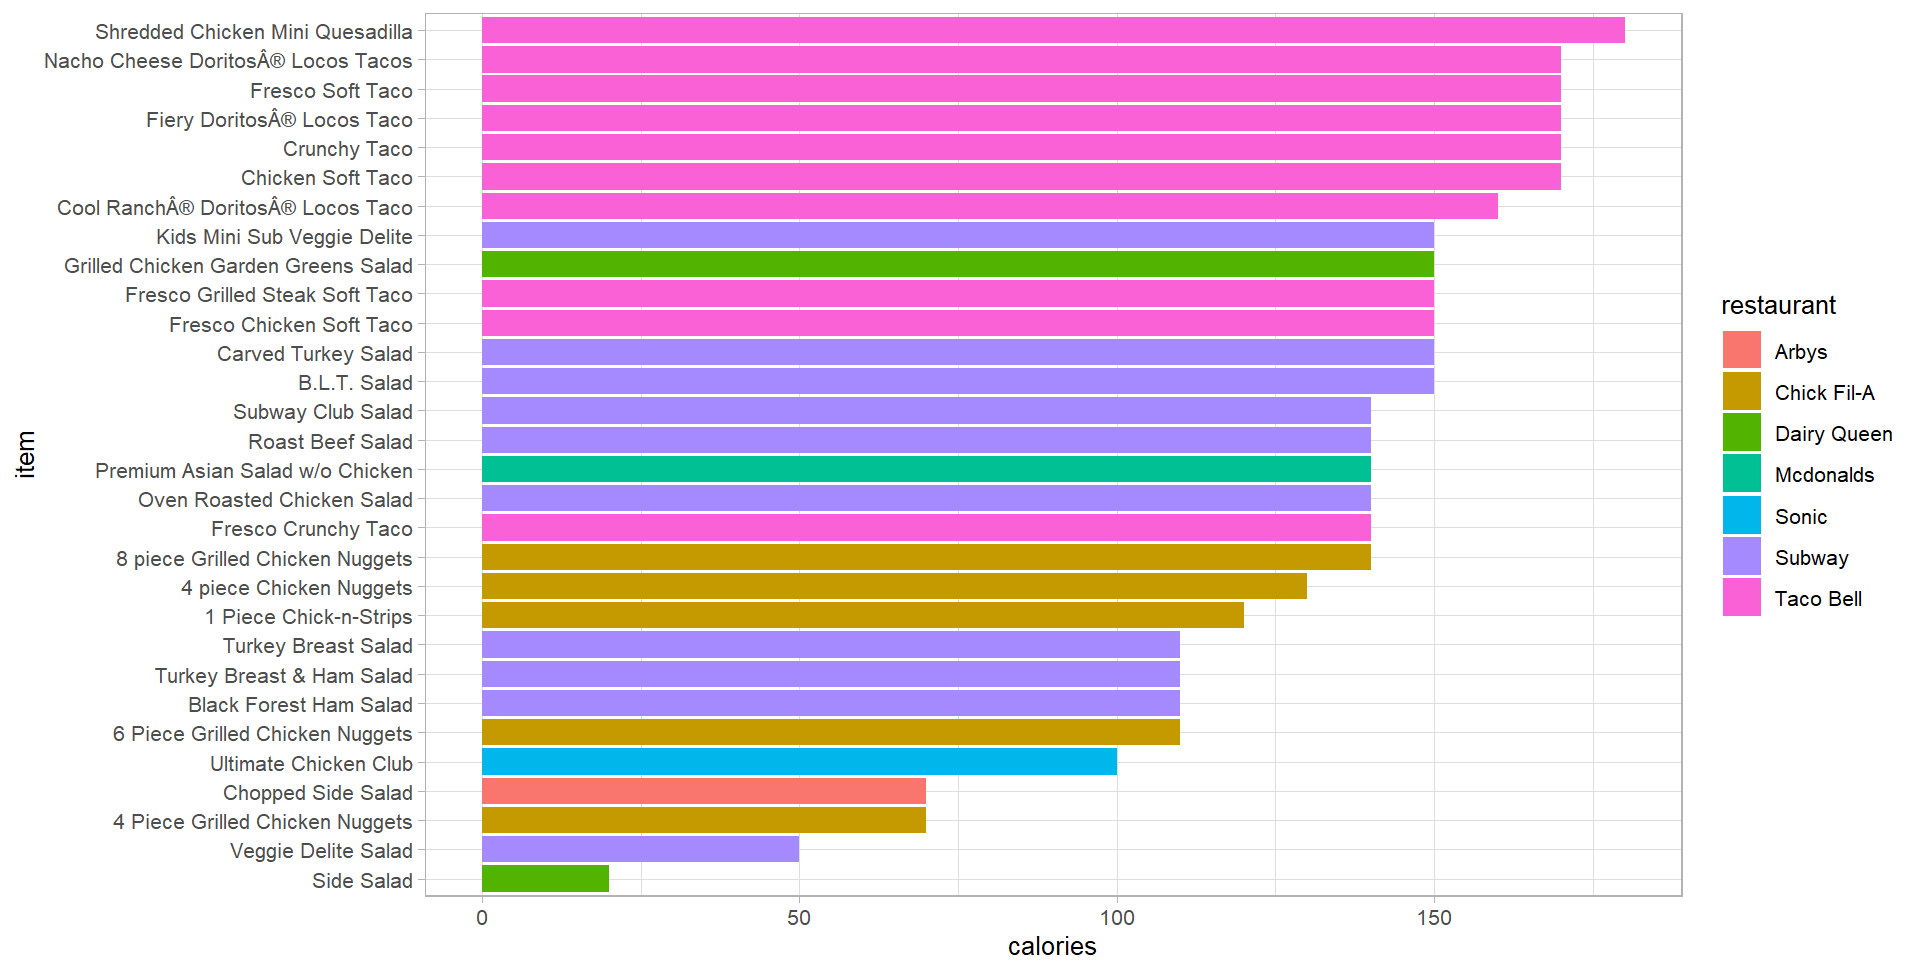 Shredded Chicken Mini Quesadilla
Nacho Cheese DoritosÂ® Locos Tacos
Fresco Soft Taco
Fiery DoritosÂ® Locos Taco
Crunchy Taco
Chicken Soft Taco
Cool RanchÂ® DoritosÂ® Locos Taco
Kids Mini Sub Veggie Delite
Grilled Chicken Garden Greens Salad
Fresco Grilled Steak Soft Taco
Fresco Chicken Soft Taco
Carved Turkey Salad
B.L.T. Salad
Subway Club Salad
Roast Beef Salad
Premium Asian Salad w/o Chicken
Oven Roasted Chicken Salad
Fresco Crunchy Taco
8 piece Grilled Chicken Nuggets
4 piece Chicken Nuggets
1 Piece Chick-n-Strips
Turkey Breast Salad
Turkey Breast & Ham Salad
Black Forest Ham Salad
6 Piece Grilled Chicken Nuggets
Ultimate Chicken Club
Chopped Side Salad
4 Piece Grilled Chicken Nuggets
Veggie Delite Salad
Side Salad
item
0 50 100 150
calories
restaurant
Arbys
Chick Fil-A
Dairy Queen
Mcdonalds
Sonic
Subway
Taco Bell